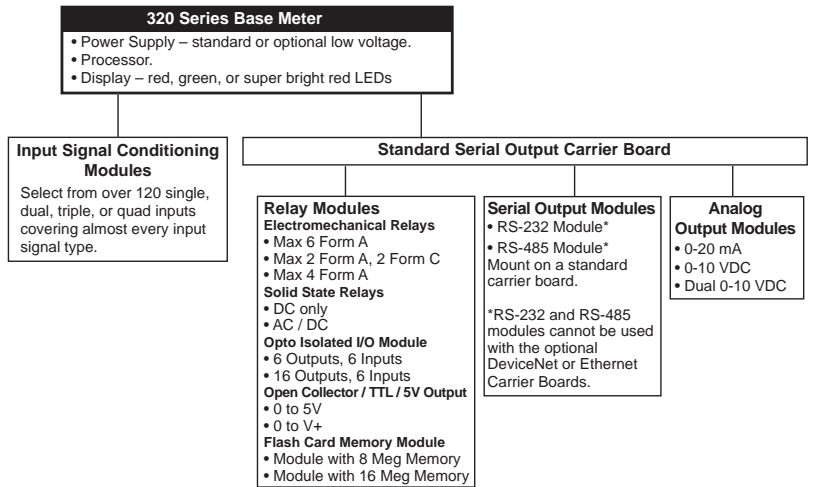 320 Series Base Meter
• Power Supply – standard or optional low voltage.
• Processor.
• Display – red, green, or super bright red LEDs
Input Signal Conditioning
Modules
Select from over 120 single,
dual, triple, or quad inputs
covering almost every input
signal type.
Standard Serial Output Carrier Board
Relay Modules
Electromechanical Relays
• Max 6 Form A
• Max 2 Form A, 2 Form C
• Max 4 Form A
Solid State Relays
• DC only
• AC / DC
Opto Isolated I/O Module
• 6 Outputs, 6 Inputs
• 16 Outputs, 6 Inputs
Open Collector / TTL / 5V Output
• 0 to 5V
• 0 to V+
Flash Card Memory Module
• Module with 8 Meg Memory
• Module with 16 Meg Memory
Serial Output Modules
• RS-232 Module*
• RS-485 Module*
Mount on a standard
carrier board.
*RS-232 and RS-485
modules cannot be used
with the optional
DeviceNet or Ethernet
Carrier Boards.
Analog
Output Modules
• 0-20 mA
• 0-10 VDC
• Dual 0-10 VDC